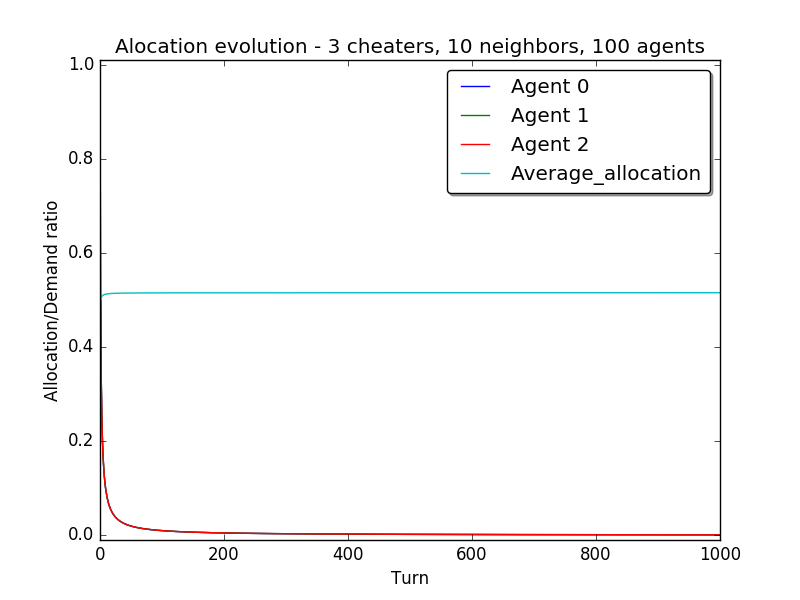 Alocation evolution - 3 cheaters, 10 neighbors, 100 agents
1.0
0.8
0.6
0.4
0.2
0.0
Allocation/Demand ratio
Agent 0
Agent 1
Agent 2
Average_allocation
0 200 400 600 800 1000
Turn